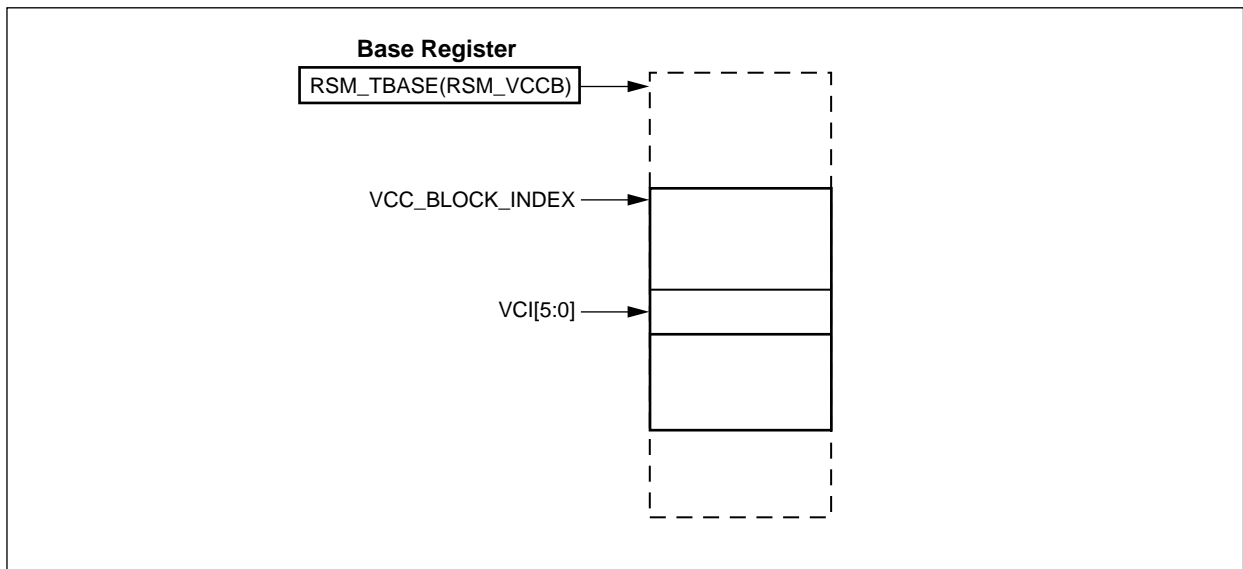 Base Register
RSM_TBASE(RSM_VCCB)
VCC_BLOCK_INDEX
VCI[5:0]